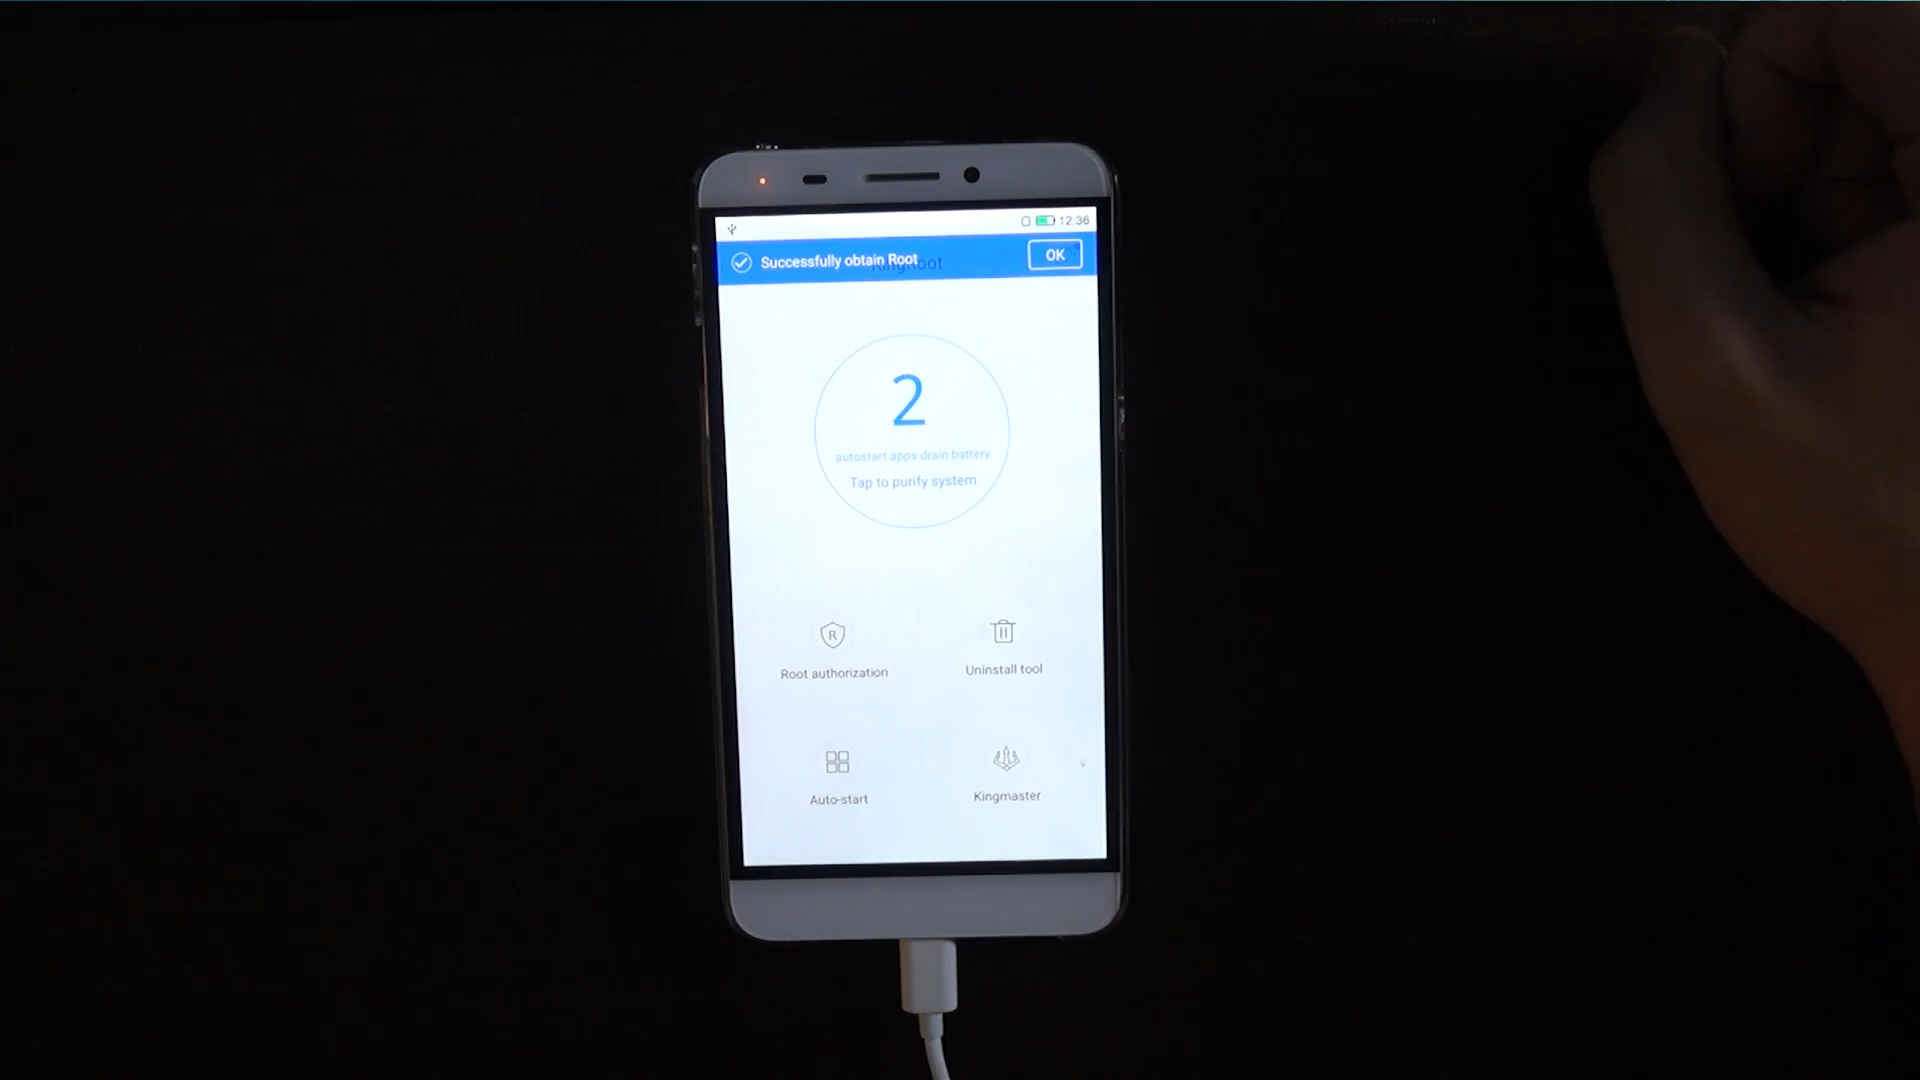 12:36
Successfully obtain Root
KingRoot
OK
2
autostart apps drain battery
Tap to purify system
R
Root authorization
Uninstall tool
Auto-start
Kingmaster